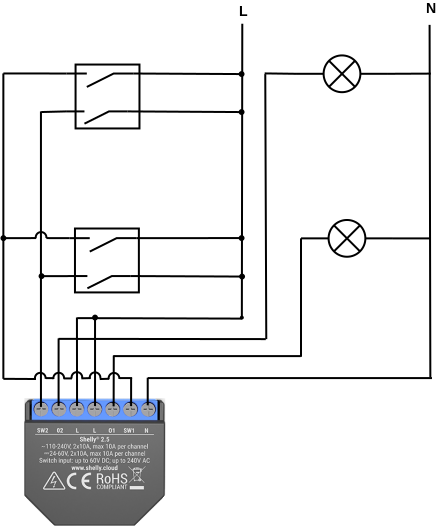 L
N
SW2 02 L L O1 SW1 N
Shelly® 2,5
~110-240V, 2x10A, max 10A per channel
⎓24-60V, 2x10A, max 10A per channel
Switch input: up to 60V DC; up to 240V AC
www.shelly.cloud
CE RoHS
COMPLIANT